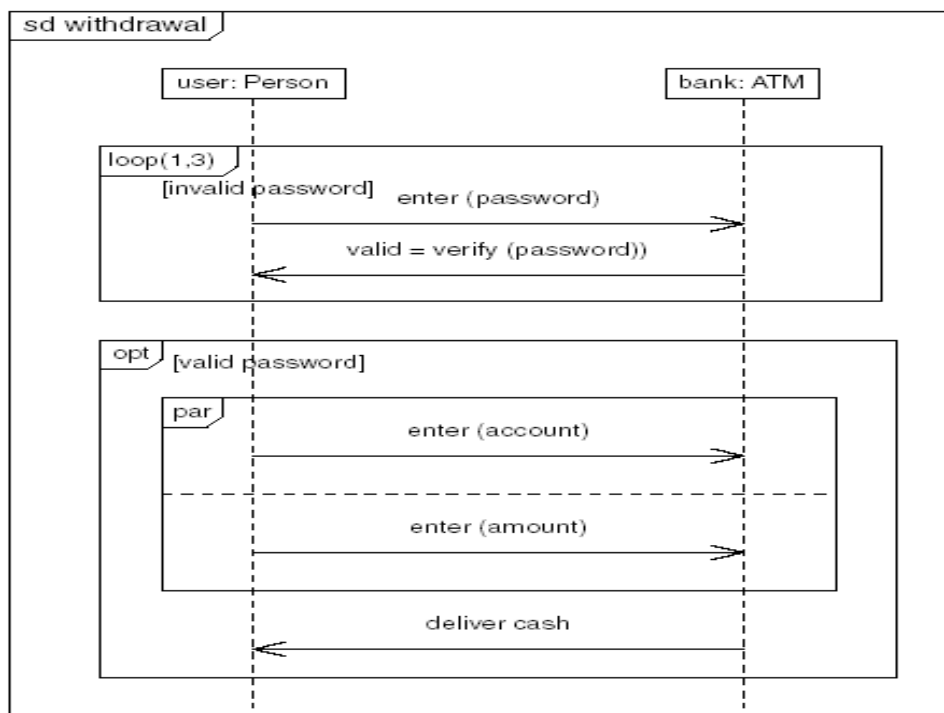 sd withdrawal
user: Person
bank: ATM
loop(1,3)
[invalid password]
enter (password)
valid = verify (password))
opt
[valid password]
par
enter (account)
enter (amount)
deliver cash